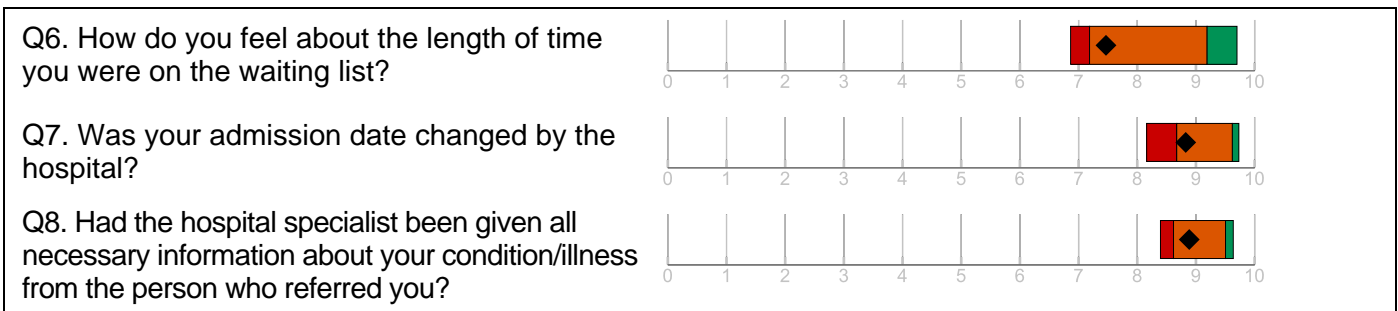 Q6. How do you feel about the length of time
you were on the waiting list?
0 1 2 3 4 5 6 7 8 9 10
Q7. Was your admission date changed by the
hospital?
0 1 2 3 4 5 6 7 8 9 10
Q8. Had the hospital specialist been given all
necessary information about your condition/illness
from the person who referred you?
0 1 2 3 4 5 6 7 8 9 10